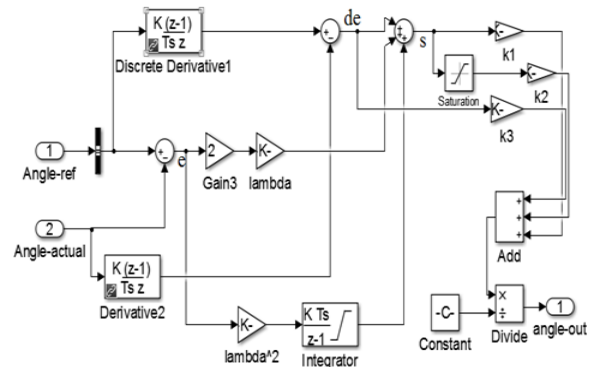 K (z-1)
Ts z
Discrete Derivative1
+
-
de
+
+
+
s
k1
Saturation
k2
K-
k3
1
Angle-ref
+
-
e
2
Gain3
K-
lambda
2
Angle-actual
K (z-1)
Ts z
Derivative2
+
+
+
Add
K-
lambda^2
K Ts
z-1
Integrator
-C-
Constant
×
÷
Divide
1
angle-out